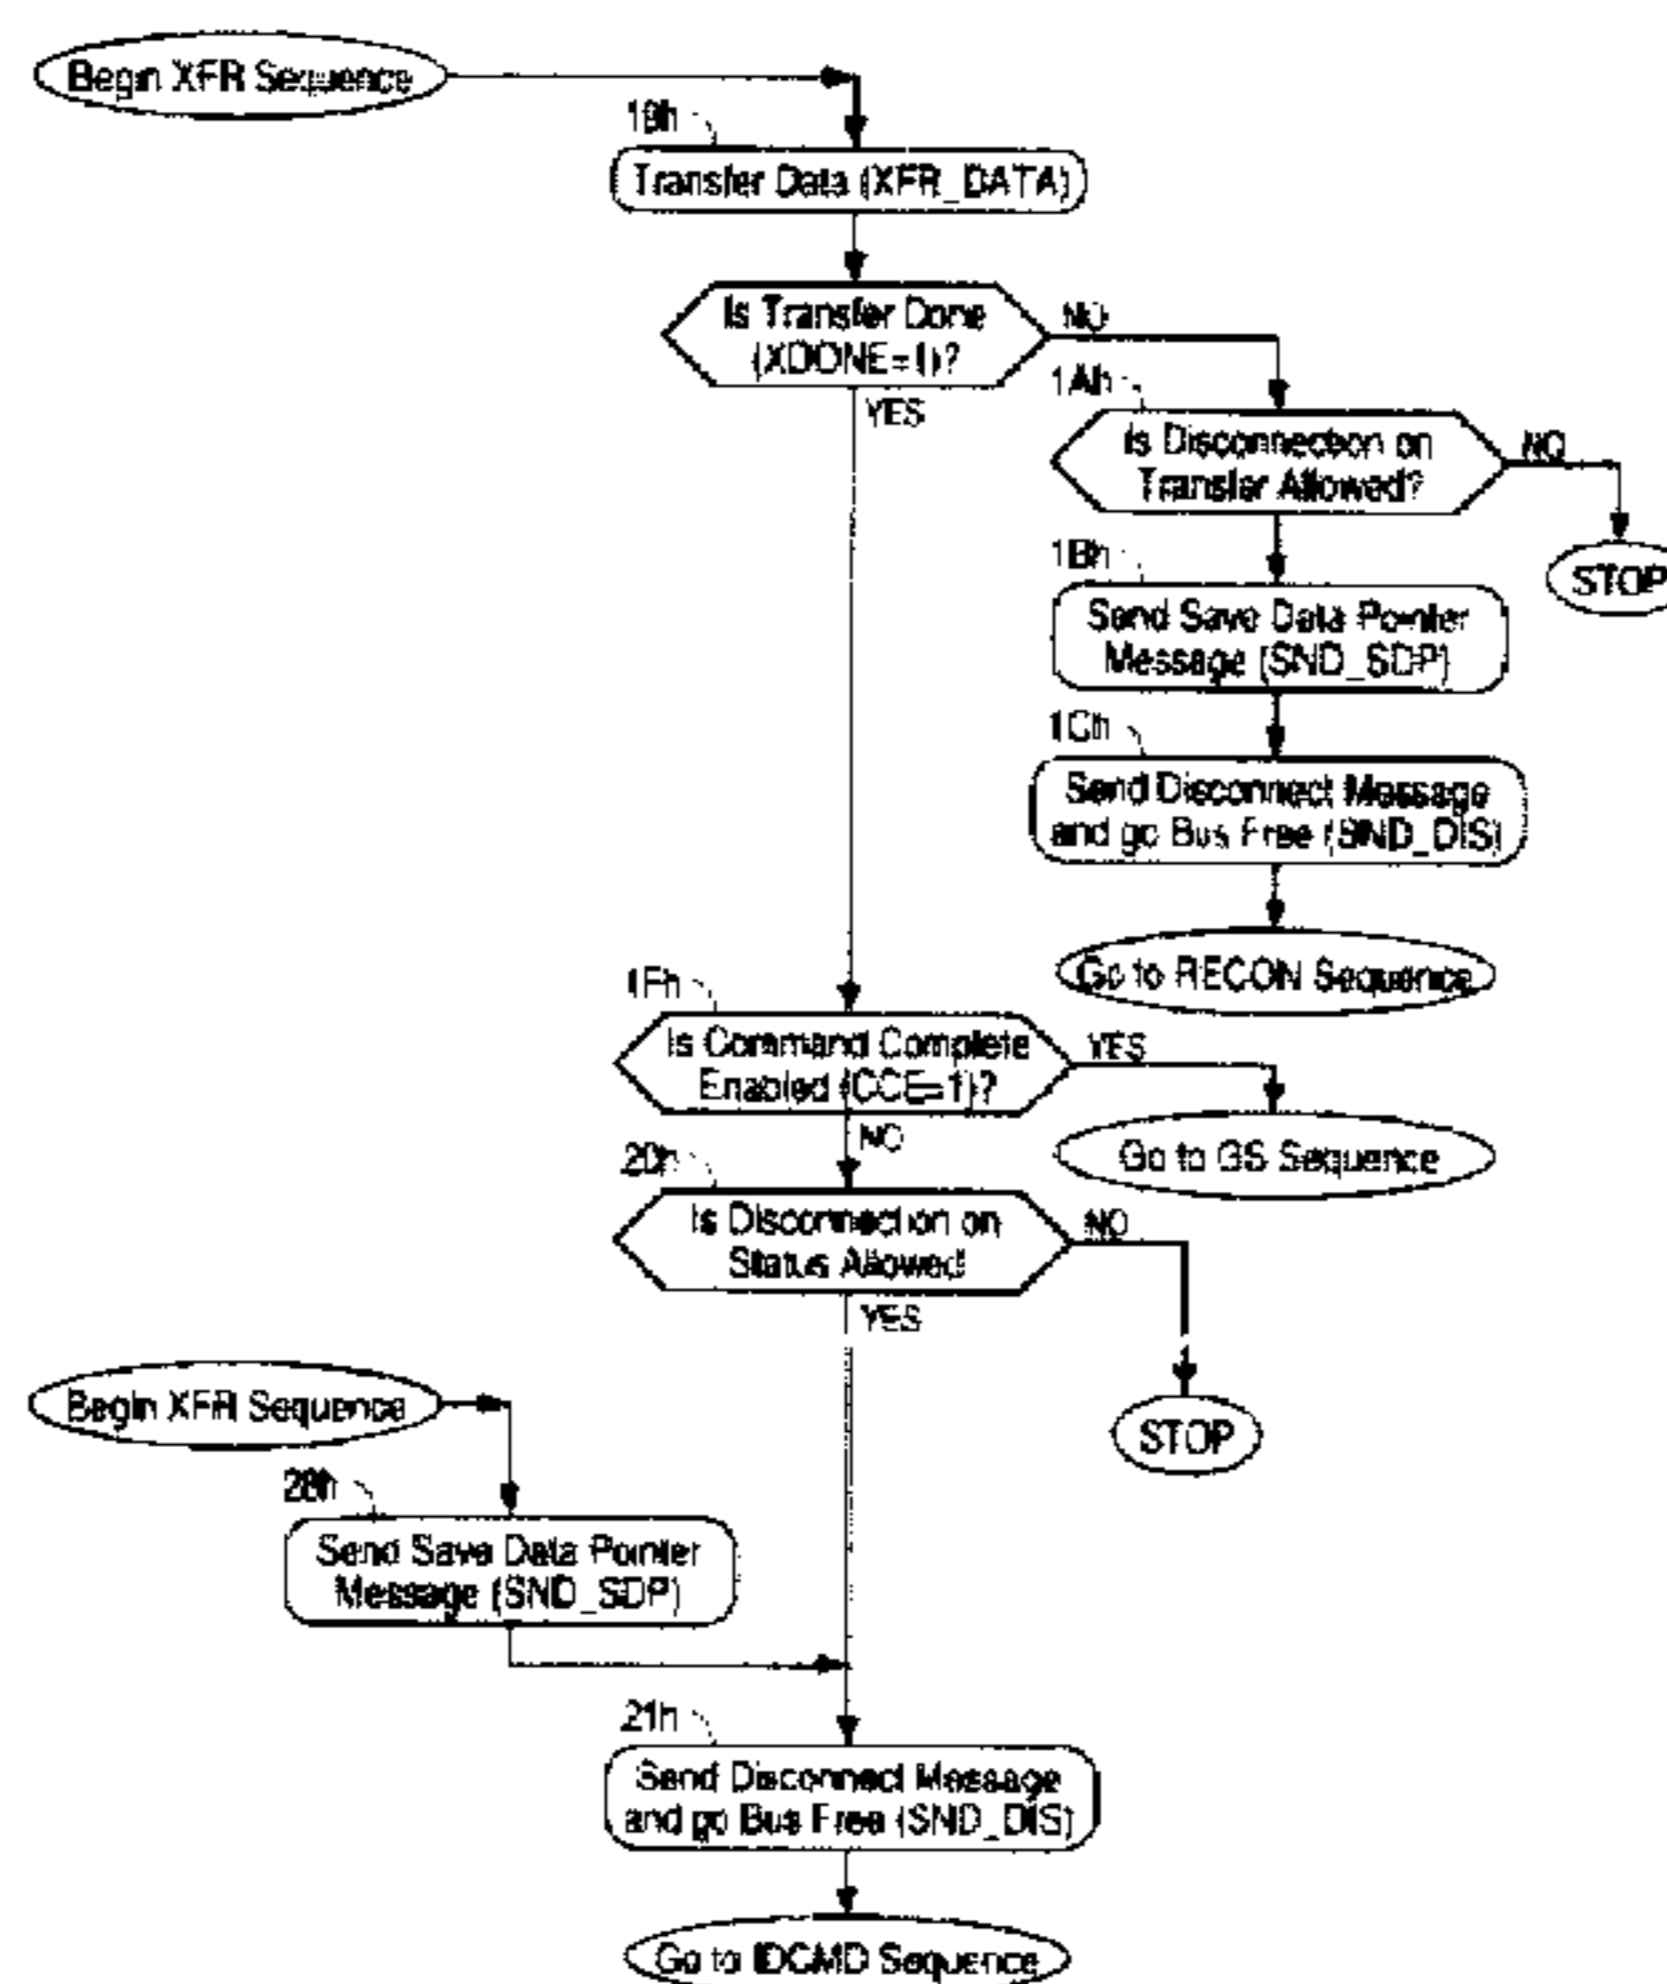 Begin XFR Sequence
19h
Transfer Data (XFR_DATA)
Is Transfer Done
(XDONE=1)?
NO
YES
1Ah
Is Disconnection on
Transfer Allowed?
NO
STOP
1Bh
Send Save Data Pointer
Message (SND_SDP)
1Ch
Send Disconnect Message
and go Bus Free (SND_DIS)
Go to RECON Sequence
1Fh
Is Command Complete
Enabled (CCE=1)?
YES
Go to GS Sequence
NO
20h
Is Disconnection on
Status Allowed
NO
YES
STOP
Begin XFR Sequence
28h
Send Save Data Pointer
Message (SND_SDP)
21h
Send Disconnect Message
and go Bus Free (SND_DIS)
Go to IDCMD Sequence